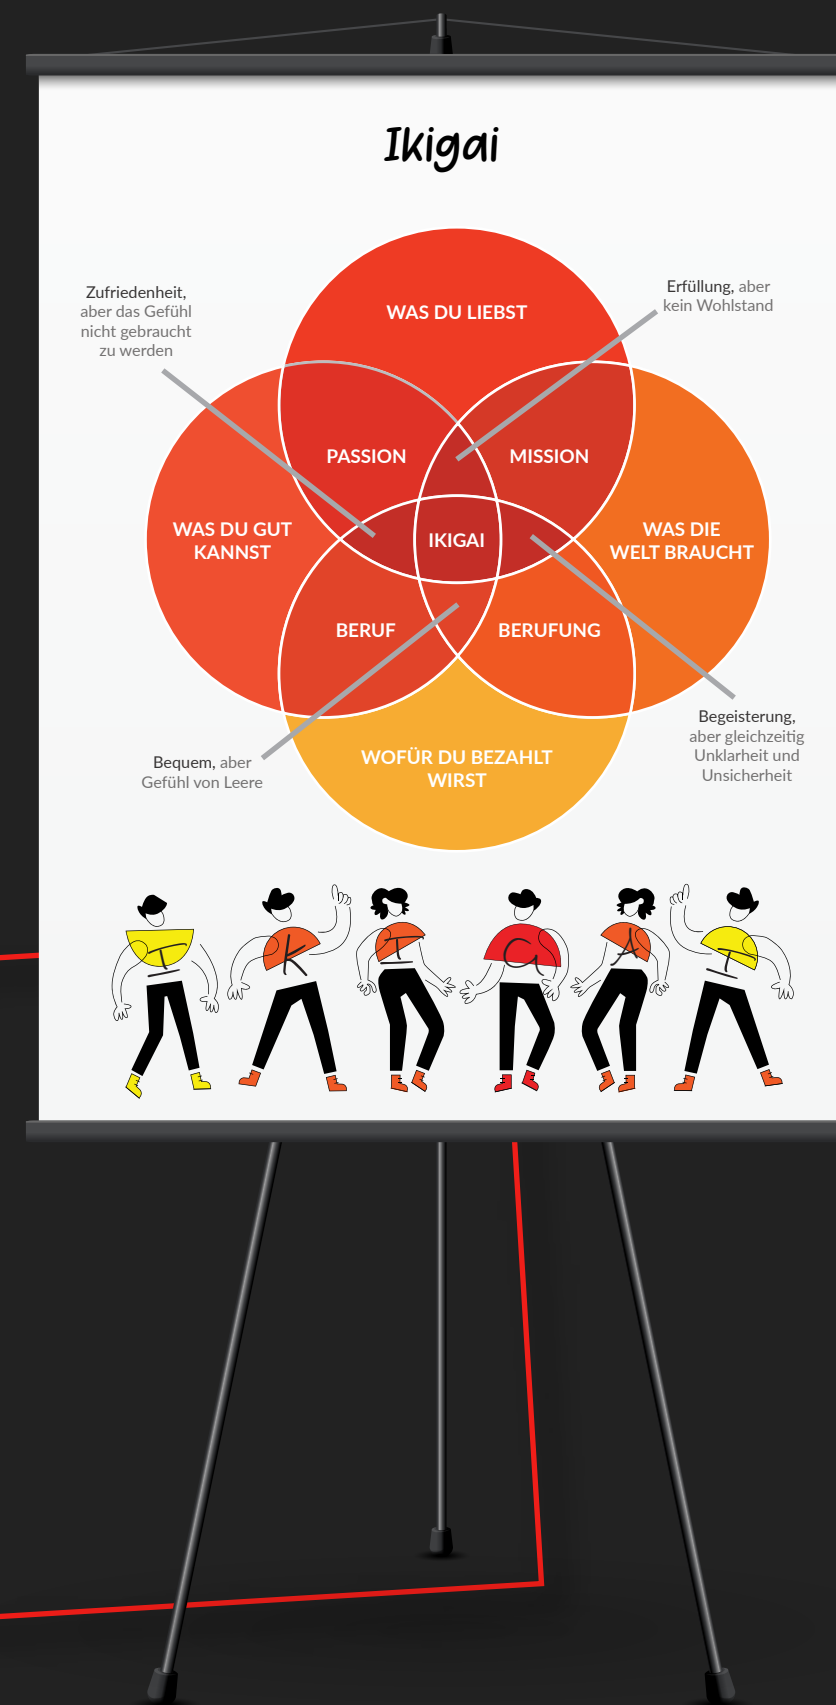 Ikigai
Zufriedenheit,
aber das Gefühl
nicht gebraucht
zu werden
Erfüllung, aber
kein Wohlstand
WAS DU LIEBST
PASSION
MISSION
WAS DU GUT
KANNST
IKIGAI
WAS DIE
WELT BRAUCHT
BERUF
BERUFUNG
Bequem, aber
Gefühl von Leere
WOFÜR DU BEZAHLT
WIRST
Begeisterung,
aber gleichzeitig
Unklarheit und
Unsicherheit
I K I G A I